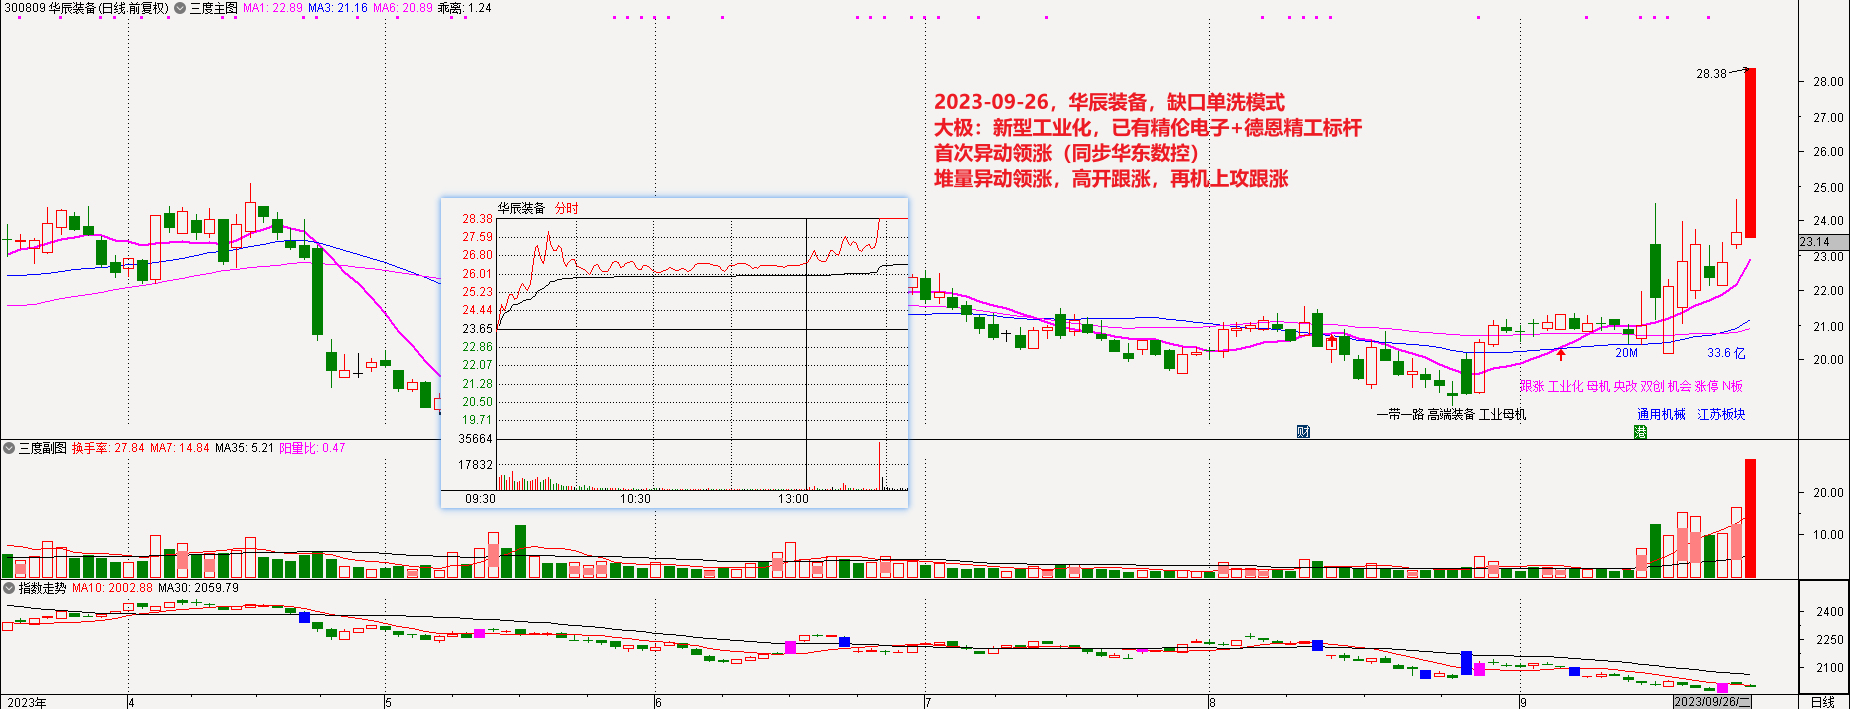 300809 华辰装备(日线.前复权) 三度主图 MA1: 22.89 MA3: 21.16 MA6: 20.89 乖离: 1.24
28.38
28.00
27.00
26.00
25.00
24.00
23.14
23.00
22.00
21.00
20.00
2023-09-26，华辰装备，缺口单洗模式
大极：新型工业化，已有精伦电子+德恩精工标杆
首次异动领涨（同步华东数控）
堆量异动领涨，高开跟涨，再机上攻跟涨
华辰装备 分时
28.38
27.59
26.80
26.01
25.23
24.44
23.65
22.86
22.07
21.28
20.50
19.71
35664
17832
09:30 10:30 13:00
20M 33.6 亿
跟涨 工业化 母机 央改 双创 机会 涨停 N板
一带一路 高端装备 工业母机 通用机械 江苏板块
财 港
三度副图 换手率: 27.84 MA7: 14.84 MA35: 5.21 阳量比: 0.47
20.00
10.00
指数走势 MA10: 2002.88 MA30: 2059.79
2400
2250
2100
2023年 4 5 6 7 8 9 2023/09/26/二 日线